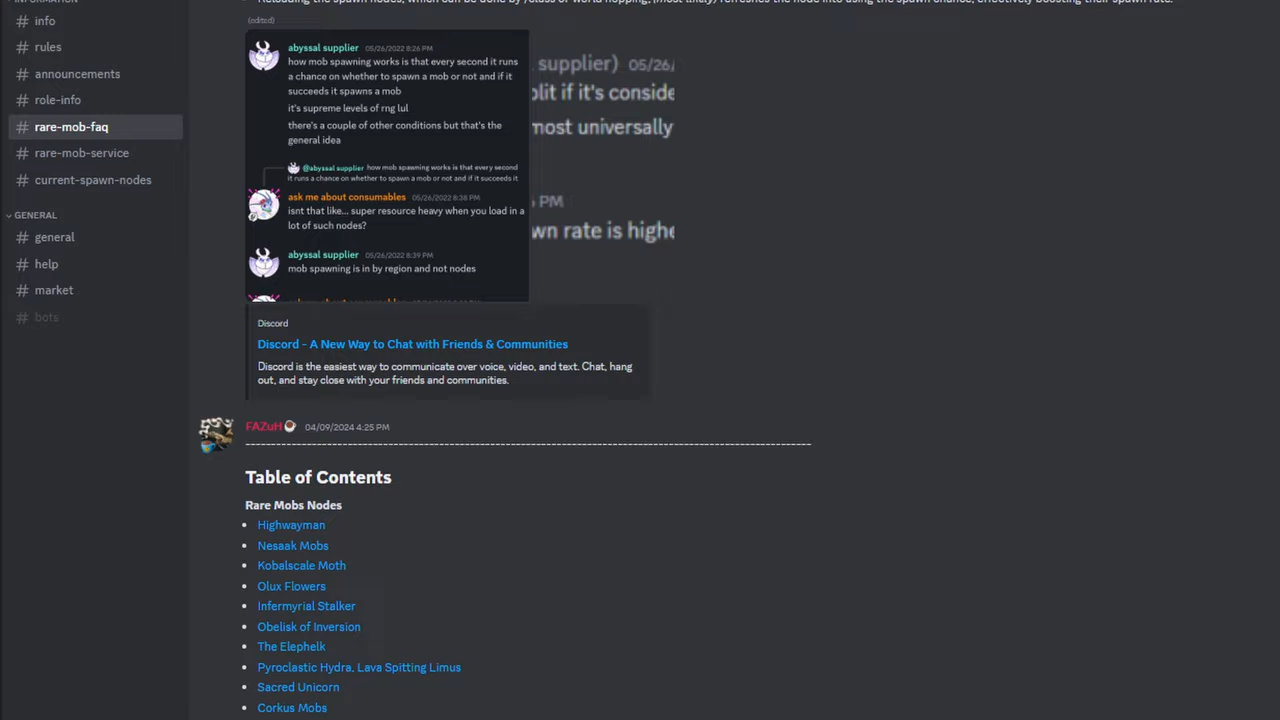 info
rules
announcements
role-info
rare-mob-faq
rare-mob-service
current-spawn-nodes
GENERAL
general
help
market
bots
(edited)
abyssal supplier 05/26/2022 8:26 PM
how mob spawning works is that every second it runs
a chance on whether to spawn a mob or not and if it
succeeds it spawns a mob
it's supreme levels of rng lul
there's a couple of other conditions but that's the
general idea
@abyssal supplier how mob spawning works is that every second
it runs a chance on whether to spawn a mob or not and if it succeeds it
ask me about consumables 05/26/2022 8:38 PM
isnt that like... super resource heavy when you load in a
lot of such nodes?
abyssal supplier 05/26/2022 8:39 PM
mob spawning is in by region and not nodes
supplier) 05/26/
if it's
most universally
PM
rate is
Discord
Discord - A New Way to Chat with Friends & Communities
Discord is the easiest way to communicate over voice, video, and text. Chat, hang
out, and stay close with your friends and communities.
FAZuH 04/09/2024 4:25 PM
Table of Contents
Rare Mobs Nodes
• Highwayman
• Nesaak Mobs
• Kobalscale Moth
• Olux Flowers
• Infermyrial Stalker
• Obelisk of Inversion
• The Elephelk
• Pyroclastic Hydra, Lava Spitting Limus
• Sacred Unicorn
• Corkus Mobs